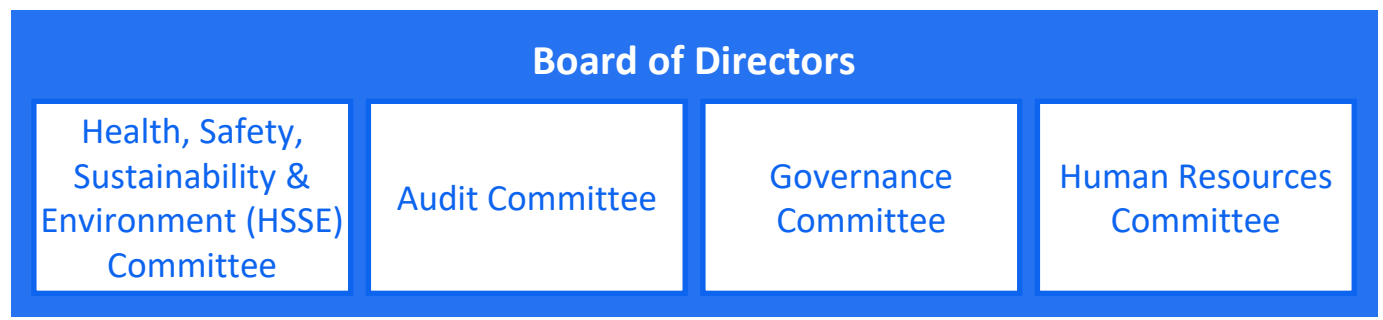 Board of Directors
Health, Safety,
Sustainability &
Environment (HSSE)
Committee
Audit Committee
Governance
Committee
Human Resources
Committee